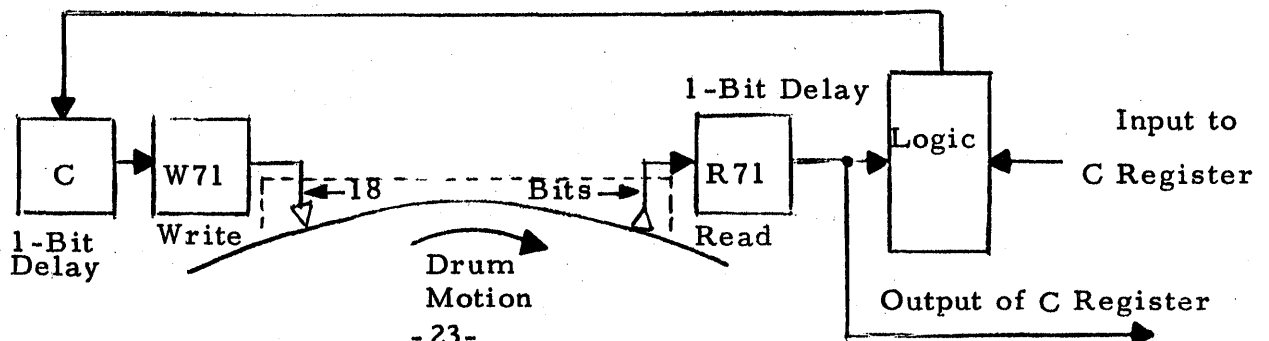 1-Bit Delay
Input to
C Register
Logic
C
W71
R71
18
Bits
Write
Read
1-Bit
Delay
Drum
Motion
Output of C Register
-23-